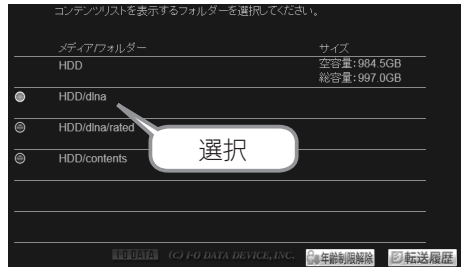 コンテンツリストを表示するフォルダーを選択してください。
メディア/フォルダー サイズ
HDD 空容量:984.5GB
総容量:997.0GB
HDD/dlna
HDD/dlna/rated
選択
HDD/contents
I-O DATA (C) I-O DATA DEVICE, INC. 年齢制限解除 転送履歴